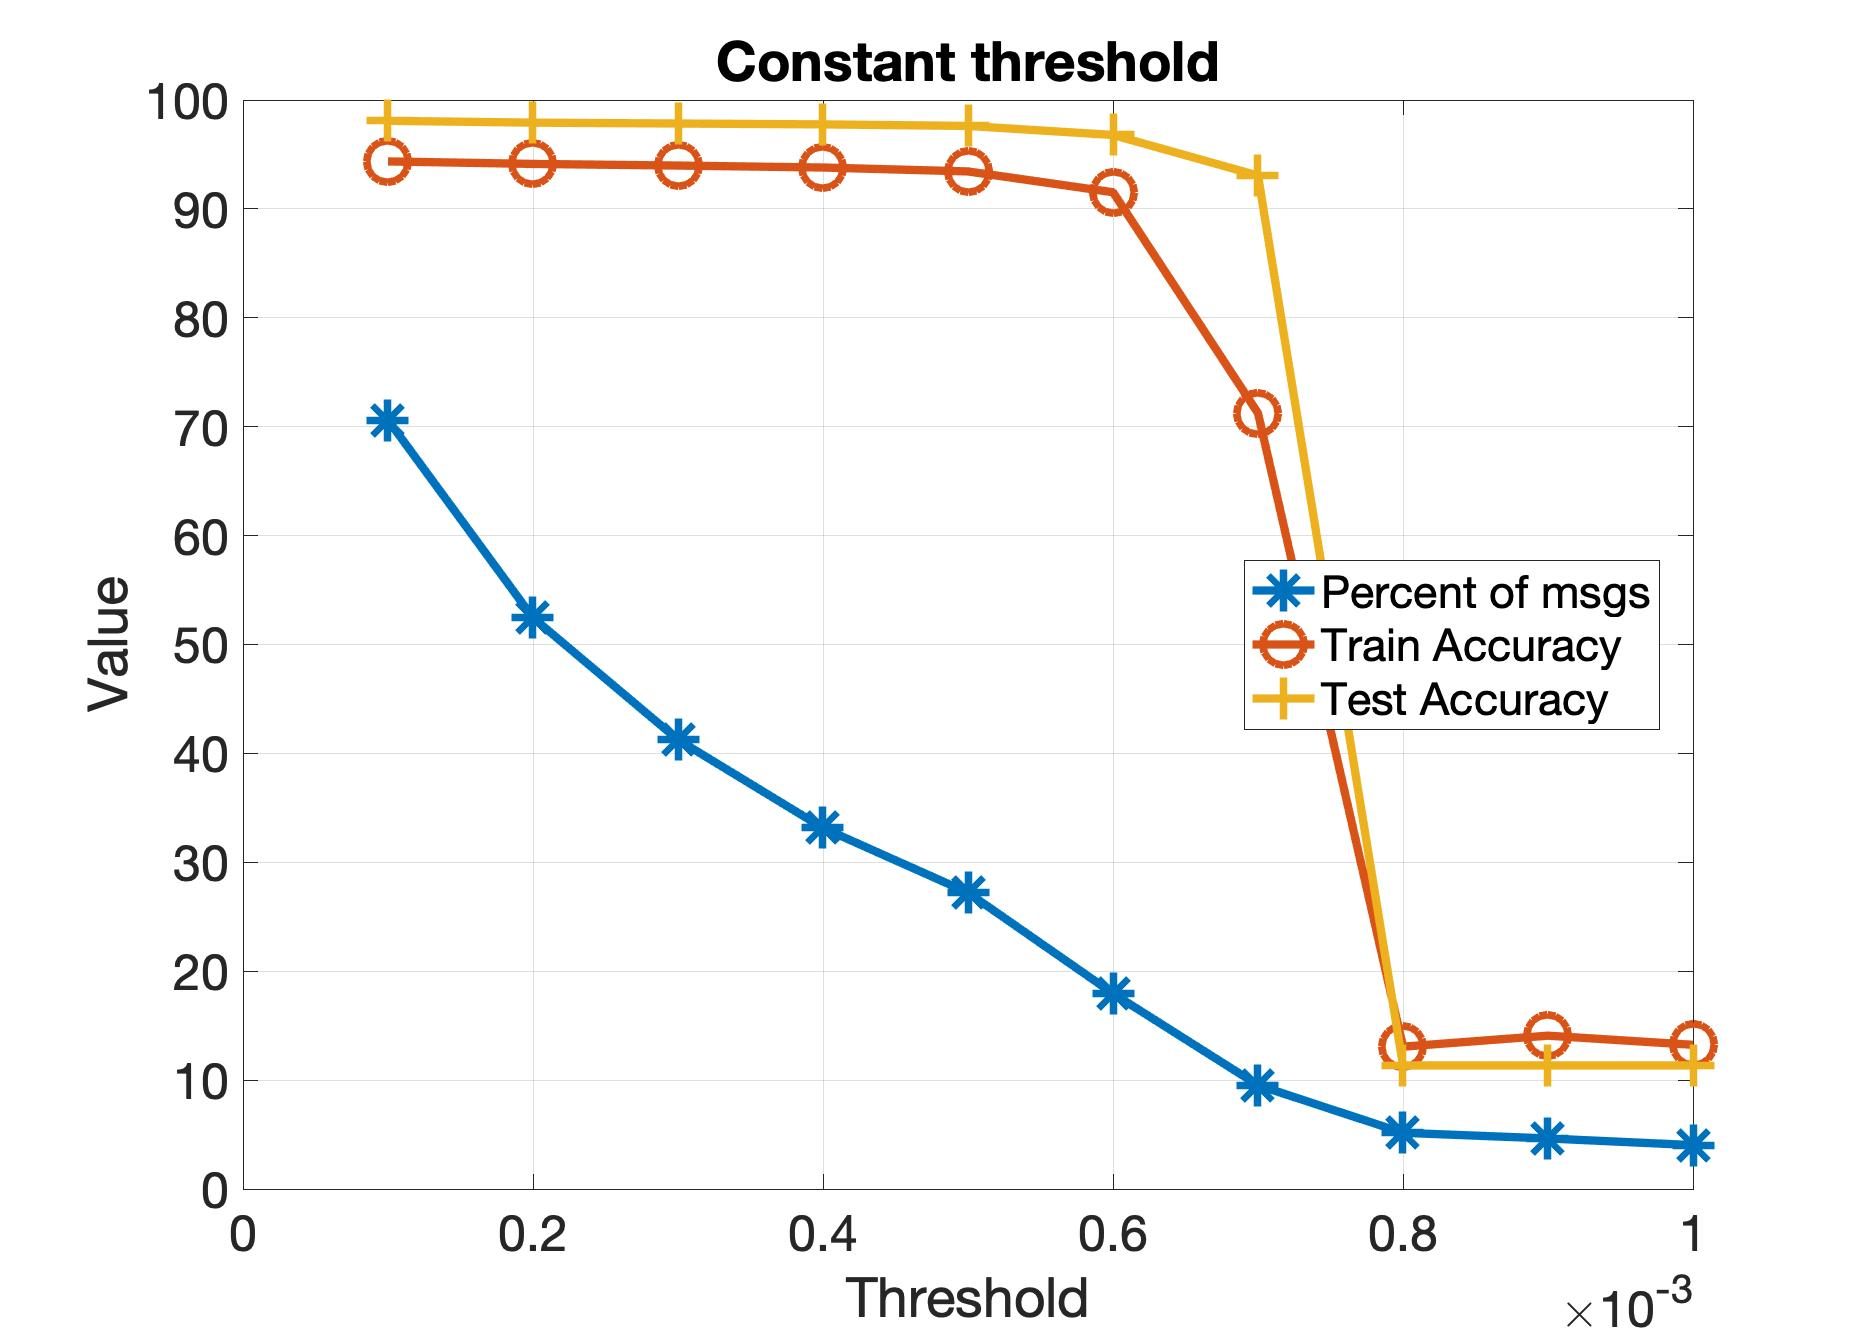 Constant threshold
100
90
80
70
60
50
40
30
20
10
0
Value
Percent of msgs
Train Accuracy
Test Accuracy
0 0.2 0.4 0.6 0.8 1
Threshold
×10⁻³